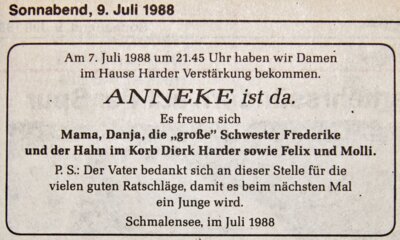 Sonnabend, 9. Juli 1988
Am 7. Juli 1988 um 21.45 Uhr haben wir Damen
im Hause Harder Verstärkung bekommen.
ANNEKE ist da.
Es freuen sich
Mama, Danja, die „große" Schwester Frederike
und der Hahn im Korb Dierk Harder sowie Felix und Molli.
P. S.: Der Vater bedankt sich an dieser Stelle für die
vielen guten Ratschläge, damit es beim nächsten Mal
ein Junge wird.
Schmalensee, im Juli 1988